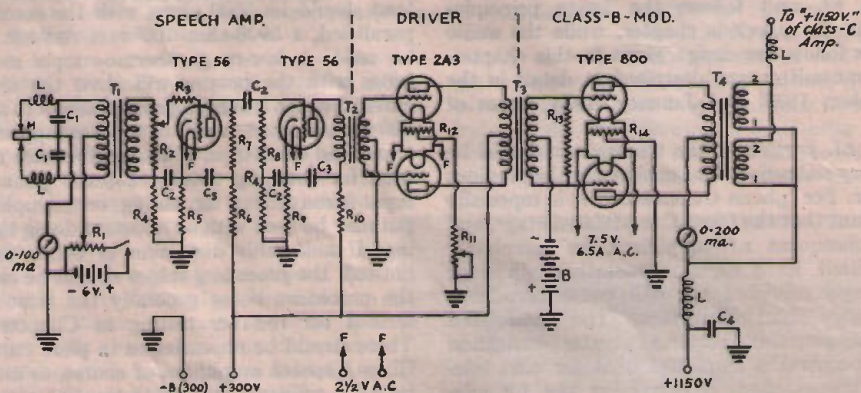 SPEECH AMP.
DRIVER
CLASS-B-MOD.
To "+1150V."
of class-C
Amp.
TYPE 56
TYPE 56
TYPE 2A3
TYPE 800
L
L
T1
R3
C2
T2
T3
T4
2
1
2
1
C1
M
C1
R2
F
R7
R8
F
R12
F
F
R13
R14
L
C2
C5
R4
C2
C3
R4
R5
R6
R9
R10
R11
0-100
ma
R1
- 6V. +
- B +
7.5 V.
6.5A A.C.
0-200
ma.
L
C4
F
F
-B(300)
+300V
2½ V A.C
+1150V